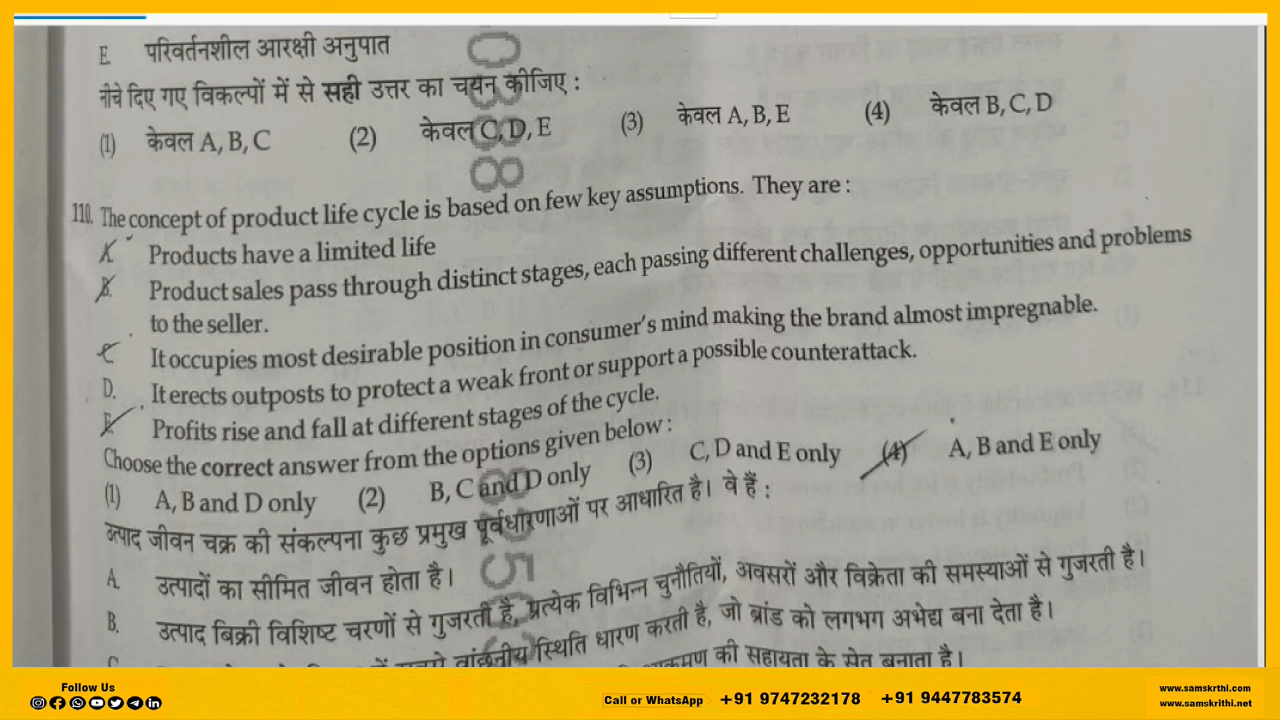 E. परिवर्तनशील आरक्षी अनुपात
नीचे दिए गए विकल्पों में से सही उत्तर का चयन कीजिए :
(1) केवल A, B, C (2) केवल C, D, E (3) केवल A, B, E (4) केवल B, C, D
110. The concept of product life cycle is based on few key assumptions. They are :
A. Products have a limited life
B. Product sales pass through distinct stages, each passing different challenges, opportunities and problems
to the seller.
C. It occupies most desirable position in consumer's mind making the brand almost impregnable.
D. It erects outposts to protect a weak front or support a possible counterattack.
E. Profits rise and fall at different stages of the cycle.
Choose the correct answer from the options given below :
(1) A, B and D only (2) B, C and D only (3) C, D and E only (4) A, B and E only
उत्पाद जीवन चक्र की संकल्पना कुछ प्रमुख पूर्वधारणाओं पर आधारित है। वे हैं :
A. उत्पादों का सीमित जीवन होता है।
B. उत्पाद बिक्री विशिष्ट चरणों से गुजरती है, प्रत्येक विभिन्न चुनौतियों, अवसरों और विक्रेता की समस्याओं से गुजरती है।
वांछनीय स्थिति धारण करती है, जो ब्रांड को लगभग अभेद्य बना देता है।
की सहायता के सेतु बनाता है।
Follow Us
Call or WhatsApp +91 9747232178 +91 9447783574
www.samskrthi.com
www.samskrthi.net